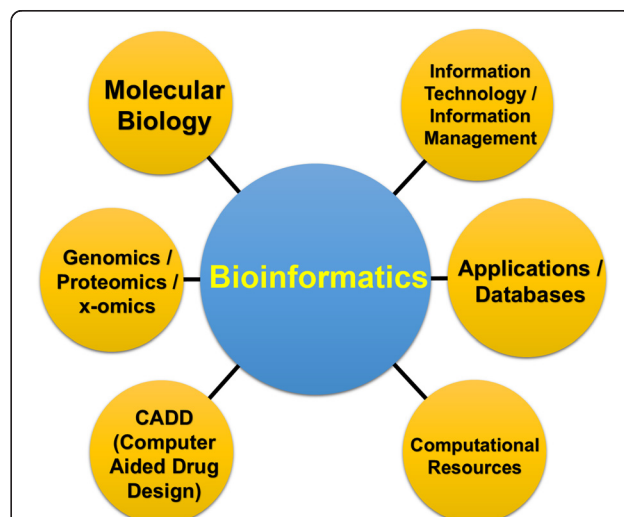 Molecular
Biology
Information
Technology /
Information
Management
Genomics /
Proteomics /
x-omics
Bioinformatics
Applications /
Databases
CADD
(Computer
Aided Drug
Design)
Computational
Resources